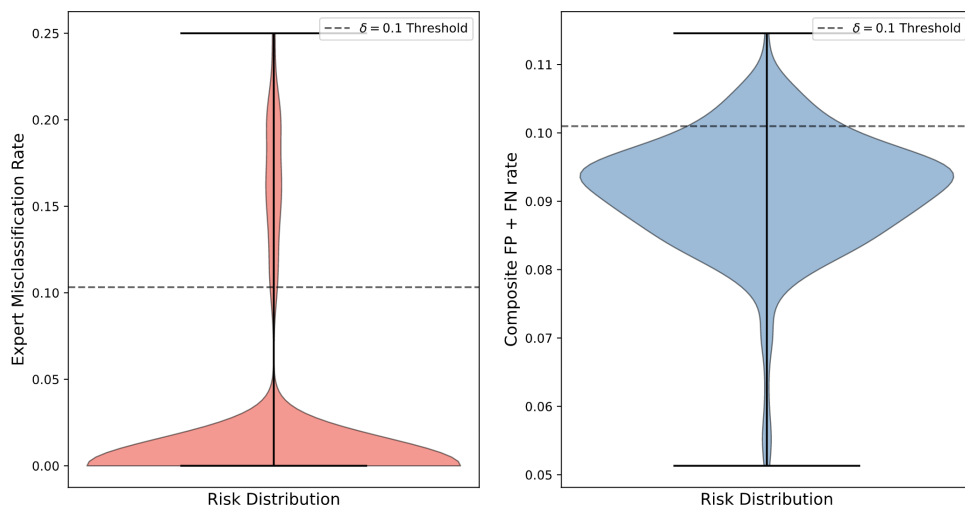 δ = 0.1 Threshold
0.25
0.20
0.15
0.10
0.05
0.00
Expert Misclassification Rate
Risk Distribution
δ = 0.1 Threshold
0.11
0.10
0.09
0.08
0.07
0.06
0.05
Composite FP + FN rate
Risk Distribution